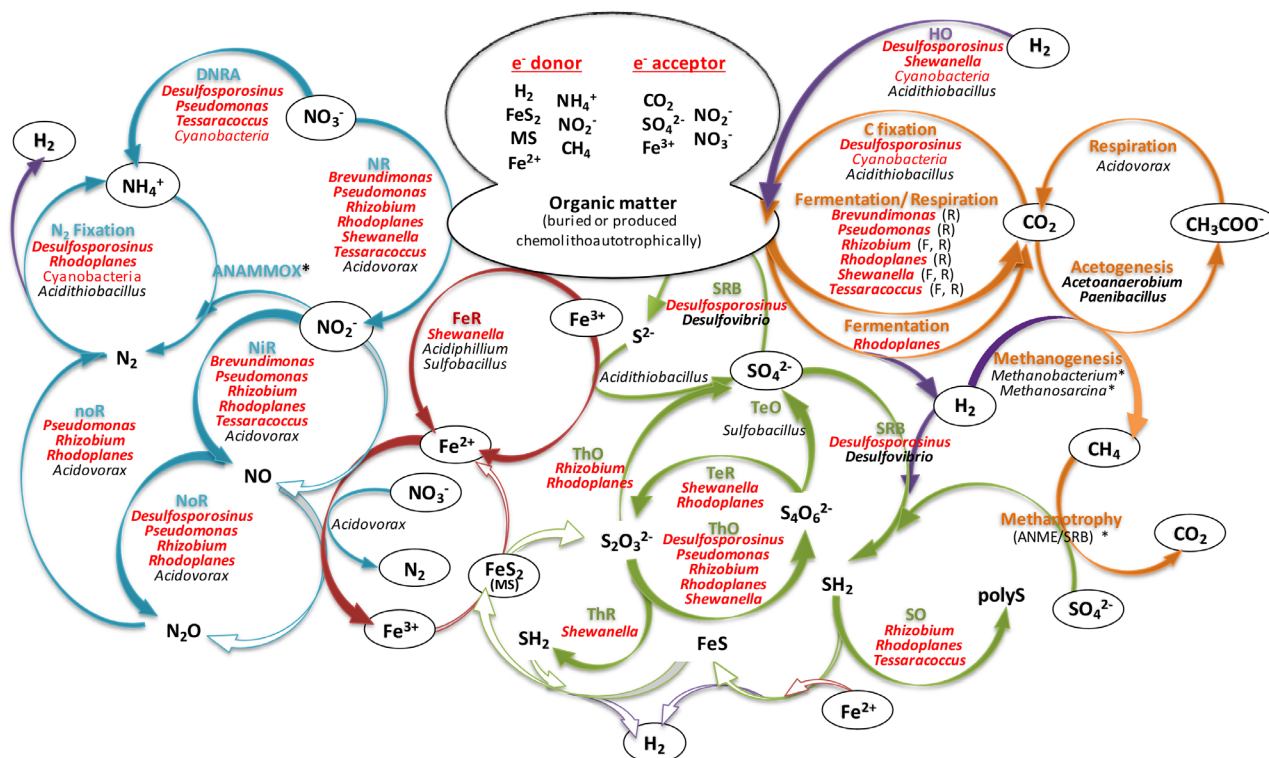 e⁻ donor
H₂
FeS₂
MS
Fe²⁺
NH₄⁺
NO₂⁻
CH₄
e⁻ acceptor
CO₂
SO₄²⁻
Fe³⁺
NO₂⁻
NO₃⁻
Organic matter
(buried or produced
chemolithoautotrophically)
DNRA
Desulfosporosinus
Pseudomonas
Tessaracoccus
Cyanobacteria
NO₃⁻
H₂
NH₄⁺
NR
Brevundimonas
Pseudomonas
Rhizobium
Rhodoplanes
Shewanella
Tessaracoccus
Acidovorax
N₂ Fixation
Desulfosporosinus
Rhodoplanes
Cyanobacteria
Acidithiobacillus
ANAMMOX*
NO₂⁻
N₂
NiR
Brevundimonas
Pseudomonas
Rhizobium
Rhodoplanes
Tessaracoccus
Acidovorax
noR
Pseudomonas
Rhizobium
Rhodoplanes
Acidovorax
NO
NoR
Desulfosporosinus
Pseudomonas
Rhizobium
Rhodoplanes
Acidovorax
N₂O
FeR
Shewanella
Acidiphillium
Sulfobacillus
Fe³⁺
Fe²⁺
NO₃⁻
Acidovorax
N₂
Fe³⁺
FeS₂
(MS)
S²⁻
SRB
Desulfosporosinus
Desulfovibrio
Acidithiobacillus
SO₄²⁻
TeO
Sulfobacillus
ThO
Rhizobium
Rhodoplanes
TeR
Shewanella
Rhodoplanes
S₂O₃²⁻
S₄O₆²⁻
ThO
Desulfosporosinus
Pseudomonas
Rhizobium
Rhodoplanes
Shewanella
ThR
Shewanella
SH₂
FeS
H₂
Fe²⁺
SRB
Desulfosporosinus
Desulfovibrio
SH₂
SO
Rhizobium
Rhodoplanes
Tessaracoccus
polyS
SO₄²⁻
HO
Desulfosporosinus
Shewanella
Cyanobacteria
Acidithiobacillus
H₂
C fixation
Desulfosporosinus
Cyanobacteria
Acidithiobacillus
Fermentation/Respiration
Brevundimonas (R)
Pseudomonas (R)
Rhizobium (F, R)
Rhodoplanes (R)
Shewanella (F, R)
Tessaracoccus (F, R)
Fermentation
Rhodoplanes
CO₂
Respiration
Acidovorax
CH₃COO⁻
Acetogenesis
Acetoanaerobium
Paenibacillus
H₂
Methanogenesis
Methanobacterium*
Methanosarcina*
CH₄
Methanotrophy
(ANME/SRB) *
CO₂